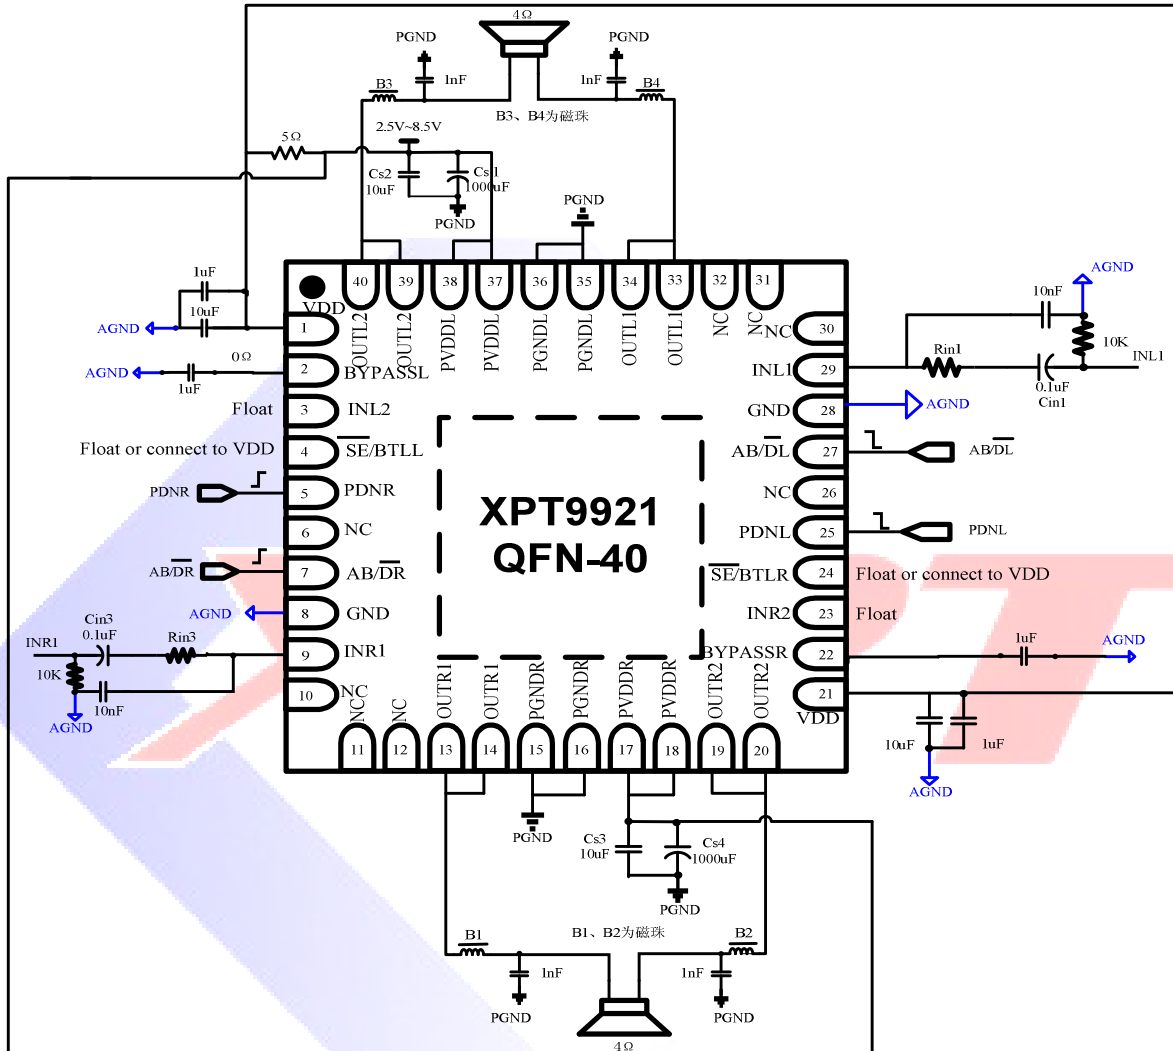 4Ω
PGND
PGND
B3
1nF
1nF
B4
B3、B4为磁珠
5Ω
2.5V~8.5V
Cs2
10uF
Cs1
1000uF
PGND
PGND
1uF
10uF
AGND
VDD
1
0Ω
AGND
1uF
2
BYPASSL
Float
3
INL2
Float or connect to VDD
4
SE/BTLL
PDNR
5
PDNR
6
NC
AB/DR
7
AB/DR
AGND
8
GND
Cin3
0.1uF
Rin3
INR1
10K
9
INR1
10nF
AGND
10
NC
40
39
38
37
36
35
34
33
32
31
OUTL2
OUTL2
PVDDL
PVDDL
PGNDL
PGNDL
OUTL1
OUTL1
NC
NC
XPT9921
QFN-40
NC
30
AGND
10nF
10K
INL1
29
Rin1
0.1uF
Cin1
INL1
GND
28
AGND
AB/DL
27
AB/DL
NC
26
PDNL
25
PDNL
SE/BTLR
24
Float or connect to VDD
INR2
23
Float
BYPASSR
22
1uF
AGND
21
VDD
10uF
1uF
AGND
NC
NC
OUTR1
OUTR1
PGNDR
PGNDR
PVDDR
PVDDR
OUTR2
OUTR2
11
12
13
14
15
16
17
18
19
20
PGND
Cs3
10uF
Cs4
1000uF
PGND
B1
B1、B2为磁珠
B2
1nF
1nF
PGND
PGND
4Ω
XPT